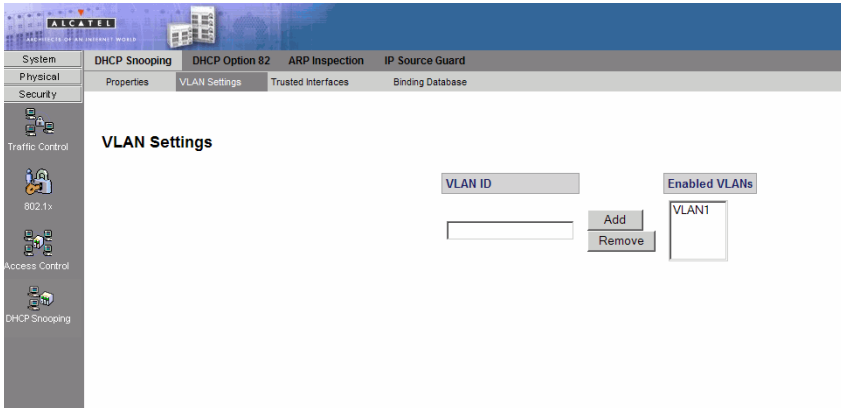 ALCATEL
ARCHITECTS OF AN INTERNET WORLD
System
Physical
Security
Traffic Control
802.1x
Access Control
DHCP Snooping
DHCP Snooping DHCP Option 82 ARP Inspection IP Source Guard
Properties VLAN Settings Trusted Interfaces Binding Database
VLAN Settings
VLAN ID Enabled VLANs
Add VLAN1
Remove